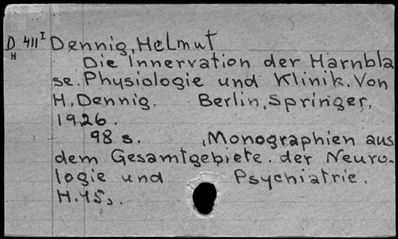 D 411 I Dennig, Helmut
H
Die Innervation der Harnbla
se. Physiologie und Klinik. Von
H. Dennig. Berlin, Springer,
1926.
98 s. , Monographien aus
dem Gesamtgebiete. der Neuro-
logie und Psychiatrie.
H. 45.